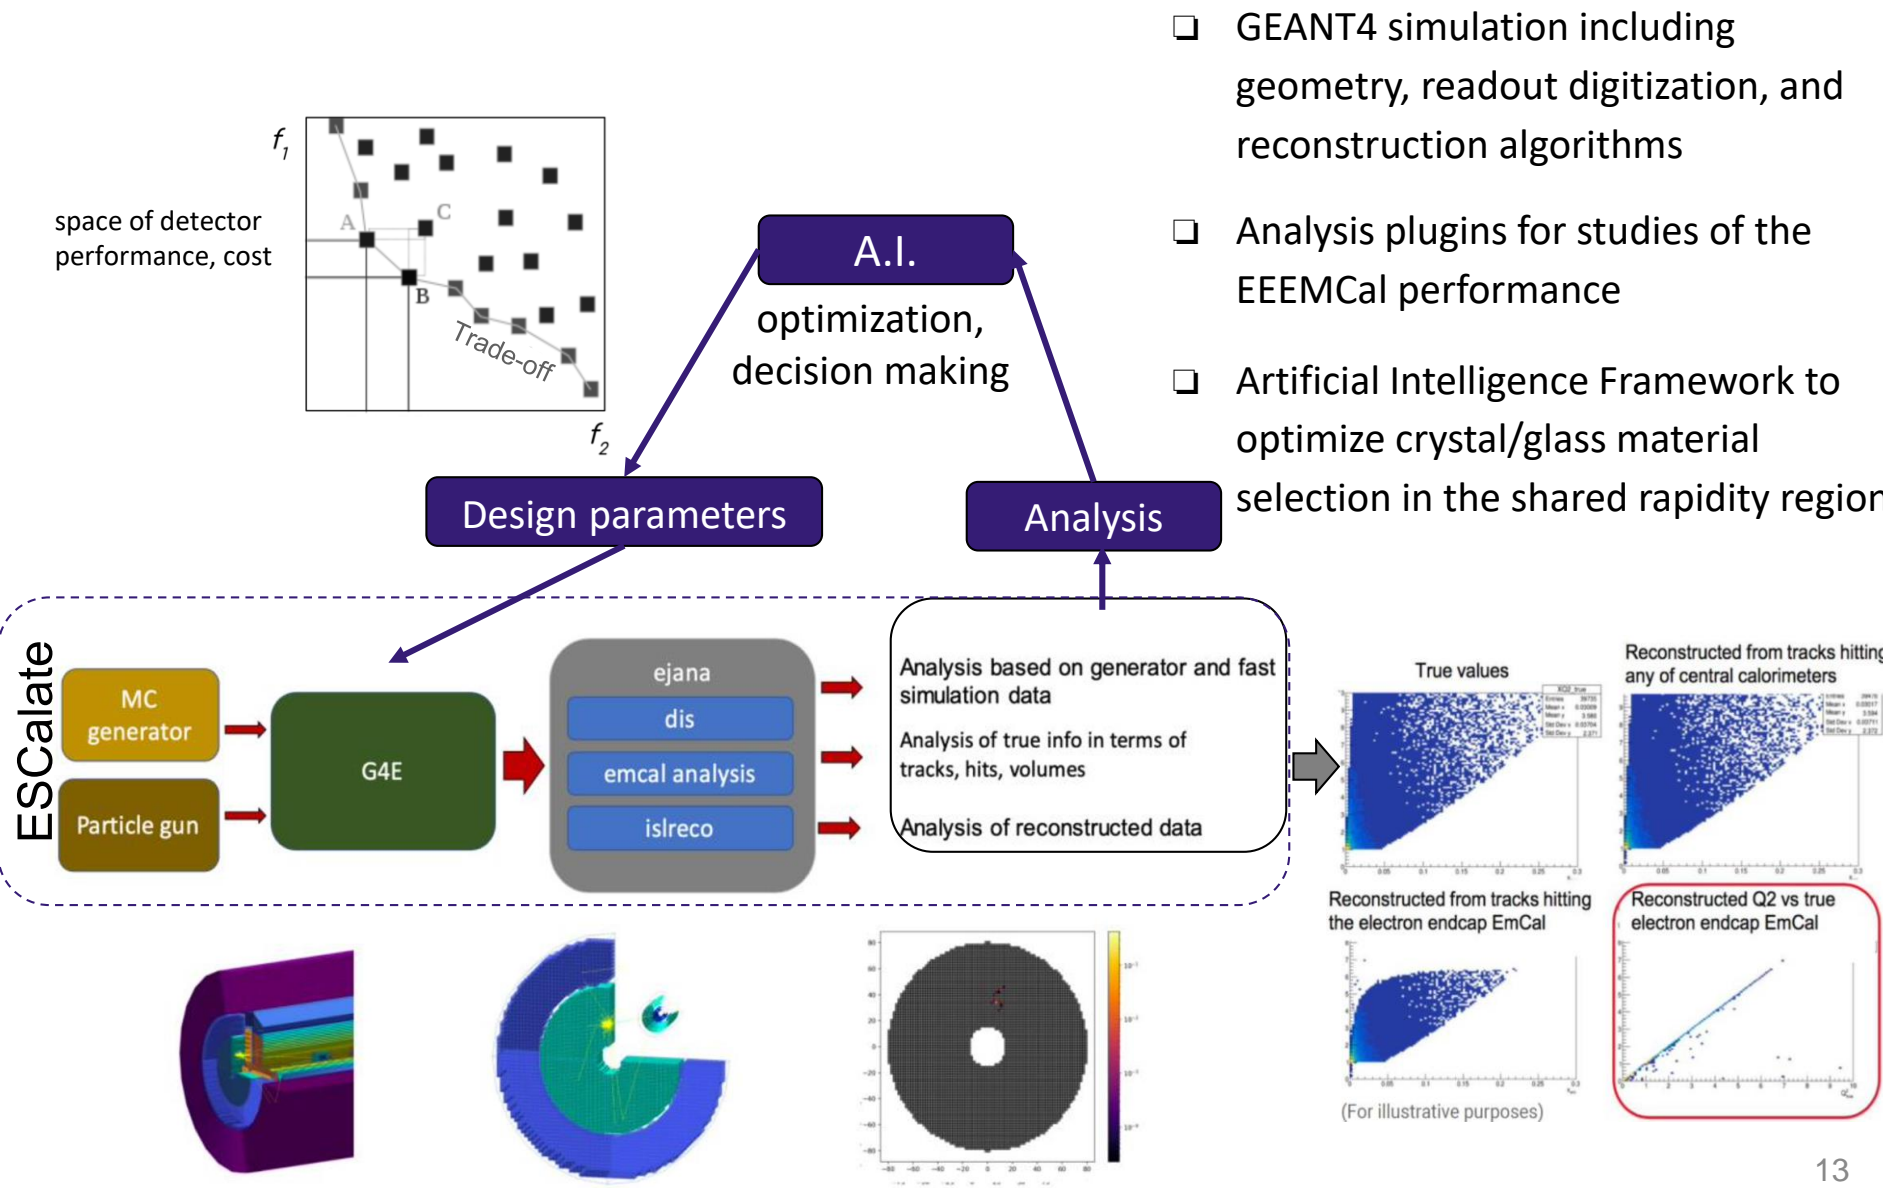 ❏ GEANT4 simulation including
geometry, readout digitization, and
reconstruction algorithms
❏ Analysis plugins for studies of the
EEEMCal performance
❏ Artificial Intelligence Framework to
optimize crystal/glass material
selection in the shared rapidity region
f1
space of detector
performance, cost
A
C
B
Trade-off
f2
A.I.
optimization,
decision making
Design parameters
Analysis
ESCalate
MC
generator
Particle gun
G4E
ejana
dis
emcal analysis
islreco
Analysis based on generator and fast
simulation data
Analysis of true info in terms of
tracks, hits, volumes
Analysis of reconstructed data
True values
Reconstructed from tracks hitting
any of central calorimeters
Reconstructed from tracks hitting
the electron endcap EmCal
Reconstructed Q2 vs true
electron endcap EmCal
(For illustrative purposes)
13